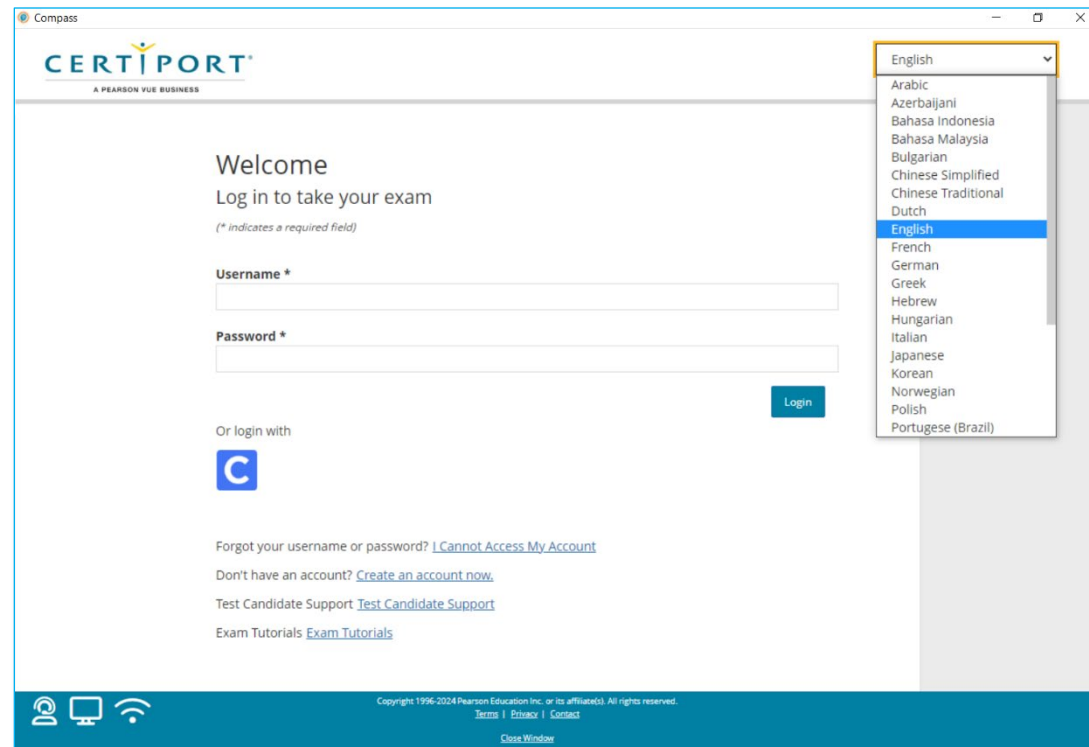 Compass
CERTIPORT®
A PEARSON VUE BUSINESS
English
Arabic
Azerbaijani
Bahasa Indonesia
Bahasa Malaysia
Bulgarian
Chinese Simplified
Chinese Traditional
Dutch
English
French
German
Greek
Hebrew
Hungarian
Italian
Japanese
Korean
Norwegian
Polish
Portugese (Brazil)
Welcome
Log in to take your exam
(* indicates a required field)
Username *
Password *
Login
Or login with
C
Forgot your username or password? I Cannot Access My Account
Don't have an account? Create an account now.
Test Candidate Support Test Candidate Support
Exam Tutorials Exam Tutorials
Copyright 1996-2024 Pearson Education Inc. or its affiliate(s). All rights reserved.
Terms | Privacy | Contact
Close Window